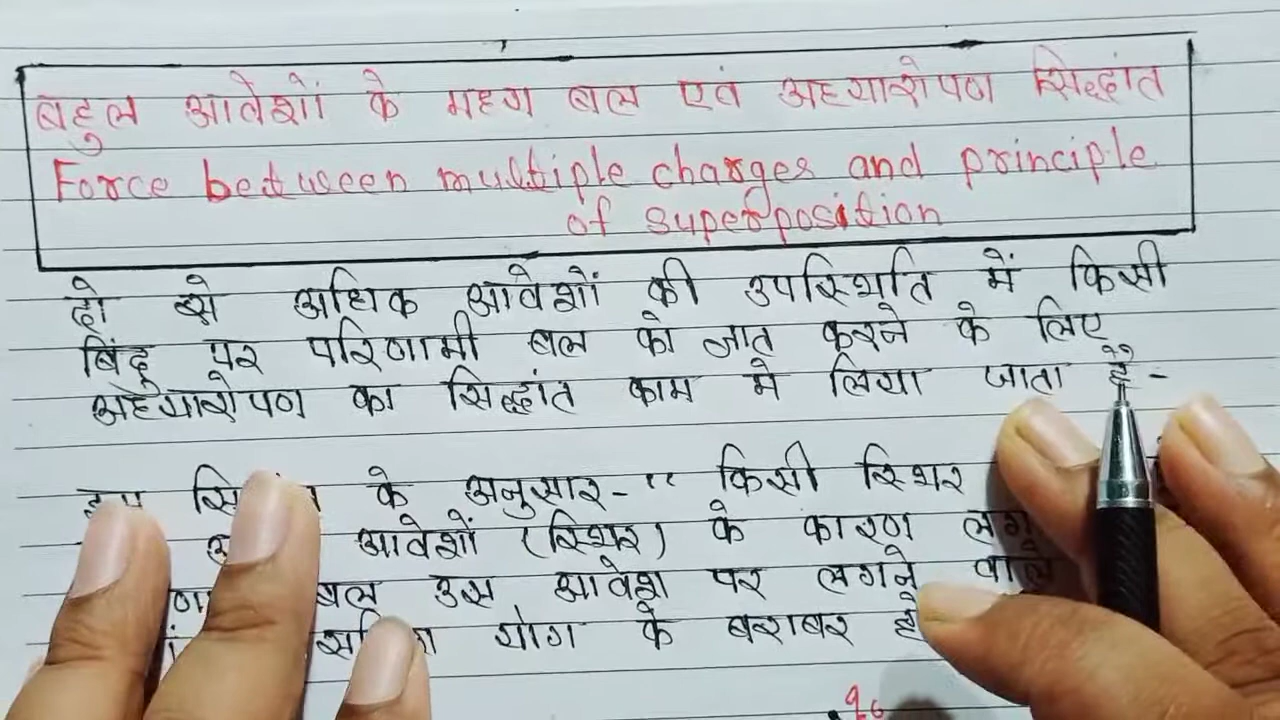 बहुल आवेशों के मध्य बल एवं अध्यारोपण सिद्धांत
Force between multiple charges and principle
of superposition
दो से अधिक आवेशों की उपस्थिति में किसी
बिंदु पर परिणामी बल को ज्ञात करने के लिए
अध्यारोपण का सिद्धांत काम मे लिया जाता है -
के अनुसार - " किसी स्थिर
आवेशों (स्थिर) के कारण
बल उस आवेश पर लगने वाले
योग के बराबर